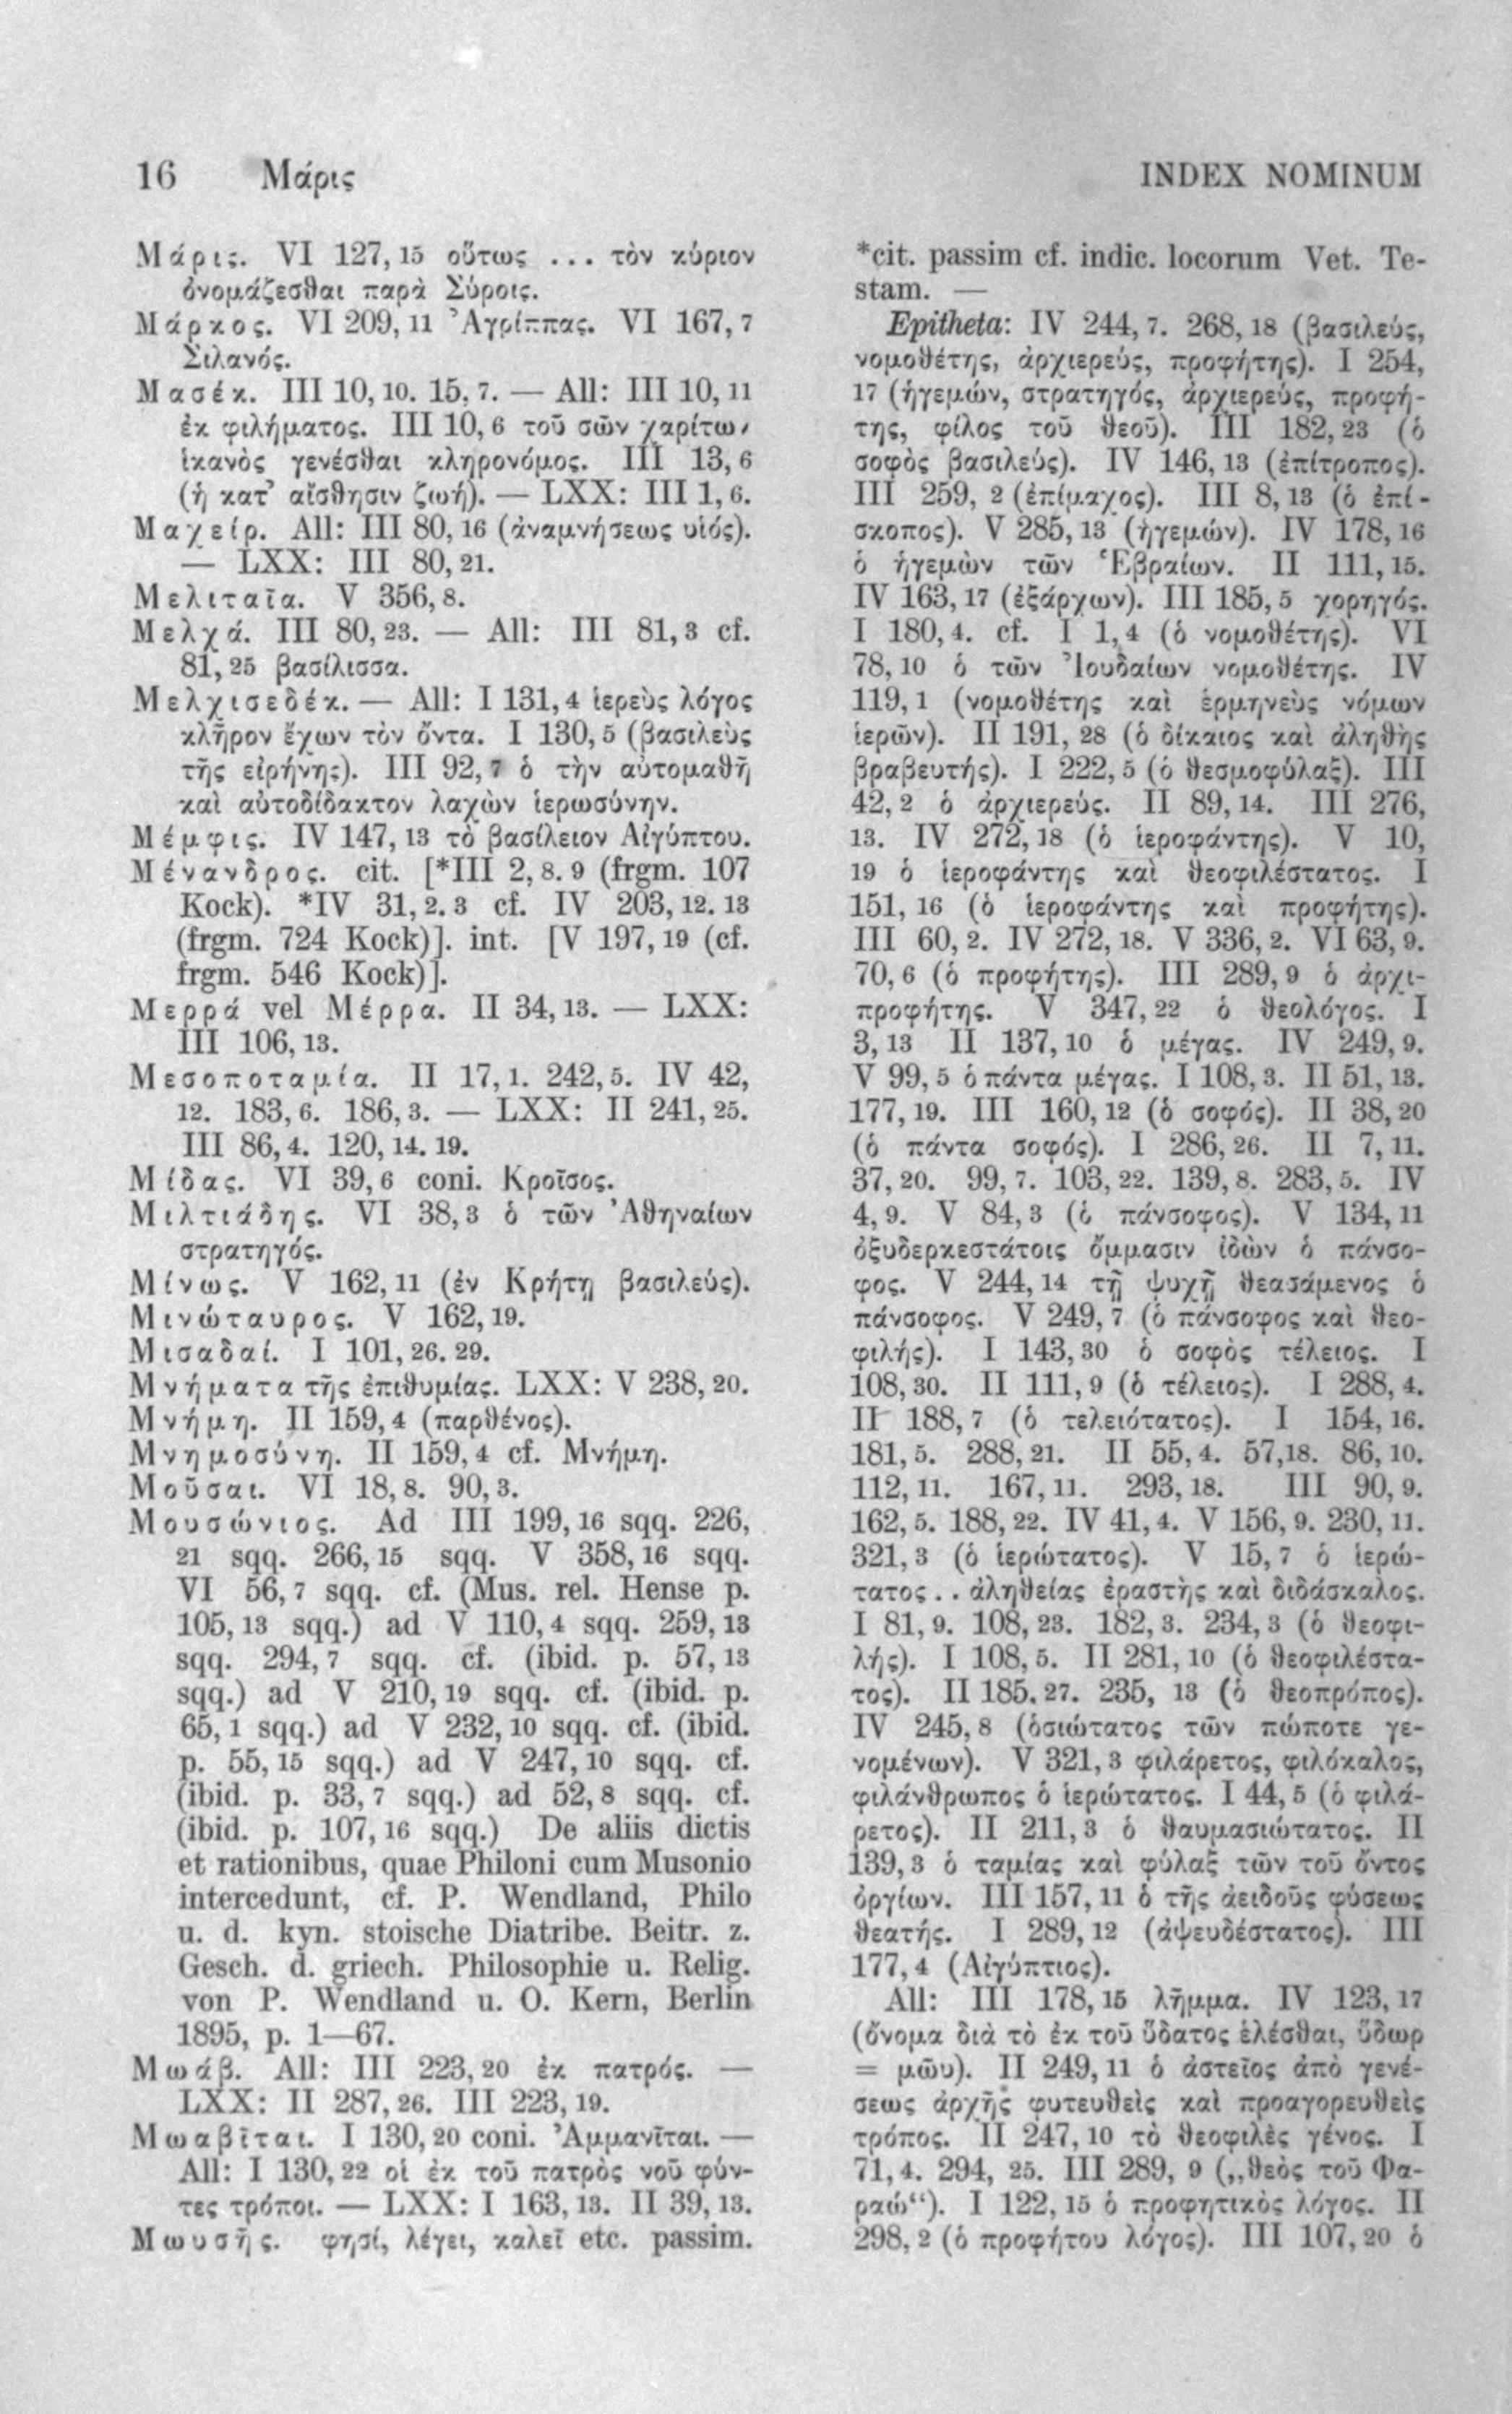 16 Μάρις
INDEX NOMINUM
Μάρις. VI 127, 15 οὕτως ... τὸν κύριον
ὀνομάζεσθαι παρὰ Σύροις.
Μάρκος. VI 209, 11 Ἀγρίππας. VI 167, 7
Σιλανός.
Μασέκ. III 10, 10. 15, 7. — All: III 10, 11
ἐκ φιλήματος. III 10, 6 τοῦ σῶν χαρίτων
ἱκανὸς γενέσθαι κληρονόμος. III 13, 6
(ἡ κατ’ αἴσθησιν ζωή). — LXX: III 1, 6.
Μαχείρ. All: III 80, 16 (ἀναμνήσεως υἱός).
— LXX: III 80, 21.
Μελιταῖα. V 356, 8.
Μελχά. III 80, 23. — All: III 81, 3 cf.
81, 25 βασίλισσα.
Μελχισεδέκ. — All: I 131, 4 ἱερεὺς λόγος
κλῆρον ἔχων τὸν ὄντα. I 130, 5 (βασιλεὺς
τῆς εἰρήνης). III 92, 7 ὁ τὴν αὐτομαθῆ
καὶ αὐτοδίδακτον λαχὼν ἱερωσύνην.
Μέμφις. IV 147, 13 τὸ βασίλειον Αἰγύπτου.
Μένανδρος. cit. [*III 2, 8. 9 (frgm. 107
Kock). *IV 31, 2. 3 cf. IV 203, 12. 13
(frgm. 724 Kock)]. int. [V 197, 19 (cf.
frgm. 546 Kock)].
Μερρά vel Μέρρα. II 34, 13. — LXX:
III 106, 13.
Μεσοποταμία. II 17, 1. 242, 5. IV 42,
12. 183, 6. 186, 3. — LXX: II 241, 25.
III 86, 4. 120, 14. 19.
Μίδας. VI 39, 6 coni. Κροῖσος.
Μιλτιάδης. VI 38, 3 ὁ τῶν Ἀθηναίων
στρατηγός.
Μίνως. V 162, 11 (ἐν Κρήτῃ βασιλεύς).
Μινώταυρος. V 162, 19.
Μισαδαί. I 101, 26. 29.
Μνήματα τῆς ἐπιθυμίας. LXX: V 238, 20.
Μνήμη. II 159, 4 (παρθένος).
Μνημοσύνη. II 159, 4 cf. Μνήμη.
Μοῦσαι. VI 18, 8. 90, 3.
Μουσώνιος. Ad III 199, 16 sqq. 226,
21 sqq. 266, 15 sqq. V 358, 16 sqq.
VI 56, 7 sqq. cf. (Mus. rel. Hense p.
105, 13 sqq.) ad V 110, 4 sqq. 259, 13
sqq. 294, 7 sqq. cf. (ibid. p. 57, 13
sqq.) ad V 210, 19 sqq. cf. (ibid. p.
65, 1 sqq.) ad V 232, 10 sqq. cf. (ibid.
p. 55, 15 sqq.) ad V 247, 10 sqq. cf.
(ibid. p. 33, 7 sqq.) ad 52, 8 sqq. cf.
(ibid. p. 107, 16 sqq.) De aliis dictis
et rationibus, quae Philoni cum Musonio
intercedunt, cf. P. Wendland, Philo
u. d. kyn. stoische Diatribe. Beitr. z.
Gesch. d. griech. Philosophie u. Relig.
von P. Wendland u. O. Kern, Berlin
1895, p. 1—67.
Μωάβ. All: III 223, 20 ἐκ πατρός. —
LXX: II 287, 26. III 223, 19.
Μωαβῖται. I 130, 20 coni. Ἀμμανῖται. —
All: I 130, 22 οἱ ἐκ τοῦ πατρὸς νοῦ φύν-
τες τρόποι. — LXX: I 163, 13. II 39, 13.
Μωυσῆς. φησί, λέγει, καλεῖ etc. passim.
*cit. passim cf. indic. locorum Vet. Te-
stam. —
Epitheta: IV 244, 7. 268, 18 (βασιλεύς,
νομοθέτης, ἀρχιερεύς, προφήτης). I 254,
17 (ἡγεμών, στρατηγός, ἀρχιερεύς, προφή-
της, φίλος τοῦ θεοῦ). III 182, 23 (ὁ
σοφὸς βασιλεύς). IV 146, 13 (ἐπίτροπος).
III 259, 2 (ἐπίμαχος). III 8, 13 (ὁ ἐπί-
σκοπος). V 285, 13 (ἡγεμών). IV 178, 16
ὁ ἡγεμὼν τῶν Ἑβραίων. II 111, 15.
IV 163, 17 (ἐξάρχων). III 185, 5 χορηγός.
I 180, 4. cf. I 1, 4 (ὁ νομοθέτης). VI
78, 10 ὁ τῶν Ἰουδαίων νομοθέτης. IV
119, 1 (νομοθέτης καὶ ἑρμηνεὺς νόμων
ἱερῶν). II 191, 28 (ὁ δίκαιος καὶ ἀληθὴς
βραβευτής). I 222, 5 (ὁ θεσμοφύλαξ). III
42, 2 ὁ ἀρχιερεύς. II 89, 14. III 276,
13. IV 272, 18 (ὁ ἱεροφάντης). V 10,
19 ὁ ἱεροφάντης καὶ θεοφιλέστατος. I
151, 16 (ὁ ἱεροφάντης καὶ προφήτης).
III 60, 2. IV 272, 18. V 336, 2. VI 63, 9.
70, 6 (ὁ προφήτης). III 289, 9 ὁ ἀρχι-
προφήτης. V 347, 22 ὁ θεολόγος. I
3, 13 II 137, 10 ὁ μέγας. IV 249, 9.
V 99, 5 ὁ πάντα μέγας. I 108, 3. II 51, 13.
177, 19. III 160, 12 (ὁ σοφός). II 38, 20
(ὁ πάντα σοφός). I 286, 26. II 7, 11.
37, 20. 99, 7. 103, 22. 139, 8. 283, 5. IV
4, 9. V 84, 3 (ὁ πάνσοφος). V 134, 11
ὀξυδερκεστάτοις ὄμμασιν ἰδὼν ὁ πάνσο-
φος. V 244, 14 τῇ ψυχῇ θεασάμενος ὁ
πάνσοφος. V 249, 7 (ὁ πάνσοφος καὶ θεο-
φιλής). I 143, 30 ὁ σοφὸς τέλειος. I
108, 30. II 111, 9 (ὁ τέλειος). I 288, 4.
II 188, 7 (ὁ τελειότατος). I 154, 16.
181, 5. 288, 21. II 55, 4. 57, 18. 86, 10.
112, 11. 167, 11. 293, 18. III 90, 9.
162, 5. 188, 22. IV 41, 4. V 156, 9. 230, 11.
321, 3 (ὁ ἱερώτατος). V 15, 7 ὁ ἱερώ-
τατος .. ἀληθείας ἐραστὴς καὶ διδάσκαλος.
I 81, 9. 108, 23. 182, 3. 234, 3 (ὁ θεοφι-
λής). I 108, 5. II 281, 10 (ὁ θεοφιλέστα-
τος). II 185, 27. 235, 13 (ὁ θεοπρόπος).
IV 245, 8 (ὁσιώτατος τῶν πώποτε γε-
νομένων). V 321, 3 φιλάρετος, φιλόκαλος,
φιλάνθρωπος ὁ ἱερώτατος. I 44, 5 (ὁ φιλά-
ρετος). II 211, 3 ὁ θαυμασιώτατος. II
139, 3 ὁ ταμίας καὶ φύλαξ τῶν τοῦ ὄντος
ὀργίων. III 157, 11 ὁ τῆς ἀειδοῦς φύσεως
θεατής. I 289, 12 (ἀψευδέστατος). III
177, 4 (Αἰγύπτιος).
All: III 178, 15 λῆμμα. IV 123, 17
(ὄνομα διὰ τὸ ἐκ τοῦ ὕδατος ἑλέσθαι, ὕδωρ
= μῶυ). II 249, 11 ὁ ἀστεῖος ἀπὸ γενέ-
σεως ἀρχῆς φυτευθεὶς καὶ προαγορευθεὶς
τρόπος. II 247, 10 τὸ θεοφιλὲς γένος. I
71, 4. 294, 25. III 289, 9 („θεὸς τοῦ Φα-
ραώ“). I 122, 15 ὁ προφητικὸς λόγος. II
298, 2 (ὁ προφήτου λόγος). III 107, 20 ὁ